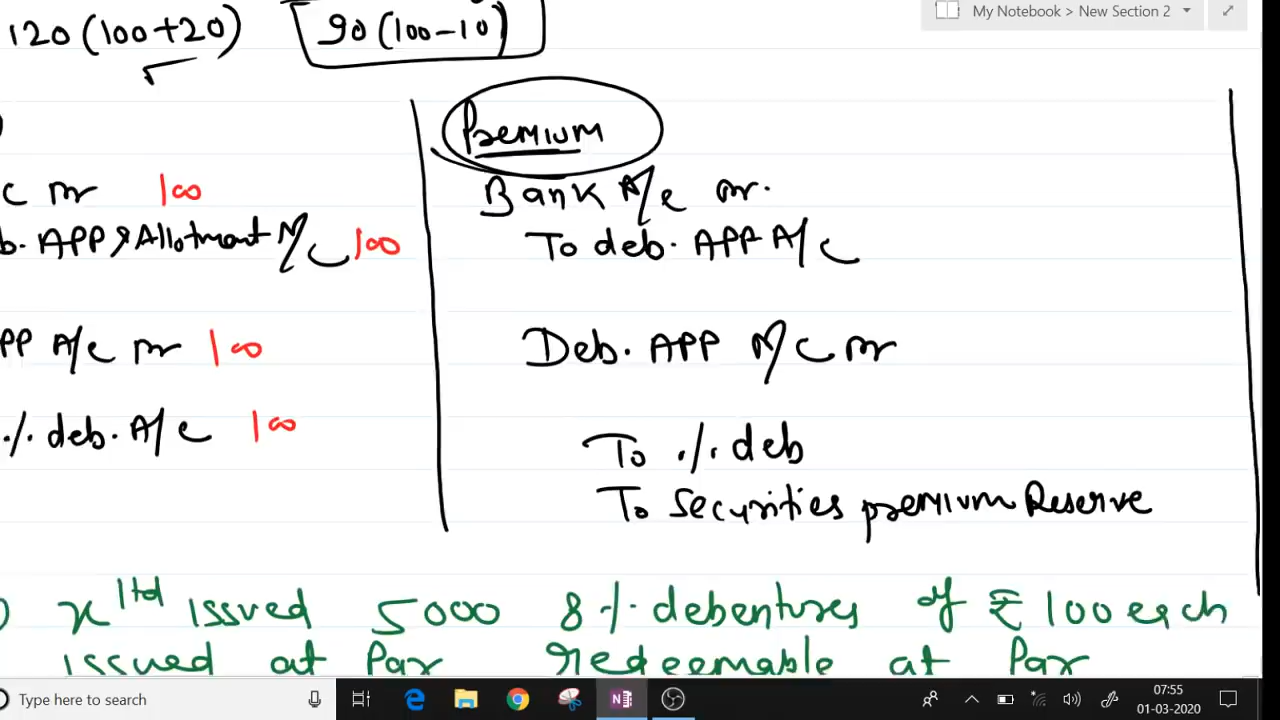 120 (100+20) 90 (100-10)
My Notebook > New Section 2
Premium
C Dr 100
b. APP & Allotment A/C 100
PP A/c Dr 100
./. deb. A/c 100
Bank A/c Dr.
To deb. APP A/C
Deb. APP A/C Dr
To ./. deb
To Securities premium Reserve
x ltd issued 5000 8 ./. debentures of ₹ 100 each
issued at Par redeemable at Par
Type here to search
07:55
01-03-2020